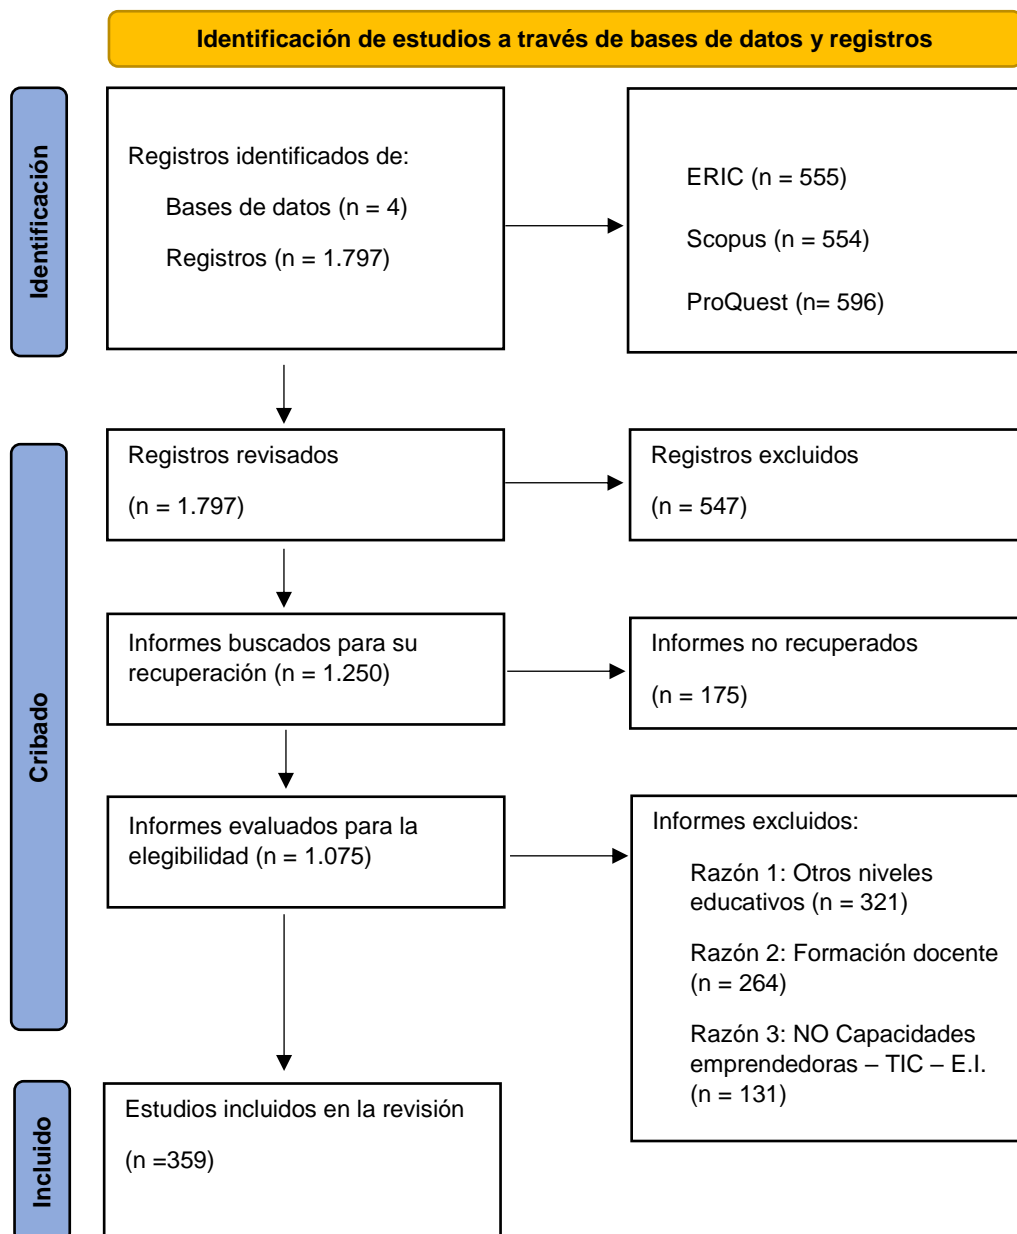 Identificación de estudios a través de bases de datos y registros
Identificación
Registros identificados de:
Bases de datos (n = 4)
Registros (n = 1.797)
ERIC (n = 555)
Scopus (n = 554)
ProQuest (n= 596)
Cribado
Registros revisados
(n = 1.797)
Registros excluidos
(n = 547)
Informes buscados para su
recuperación (n = 1.250)
Informes no recuperados
(n = 175)
Informes evaluados para la
elegibilidad (n = 1.075)
Informes excluidos:
Razón 1: Otros niveles
educativos (n = 321)
Razón 2: Formación docente
(n = 264)
Razón 3: NO Capacidades
emprendedoras – TIC – E.I.
(n = 131)
Incluido
Estudios incluidos en la revisión
(n =359)